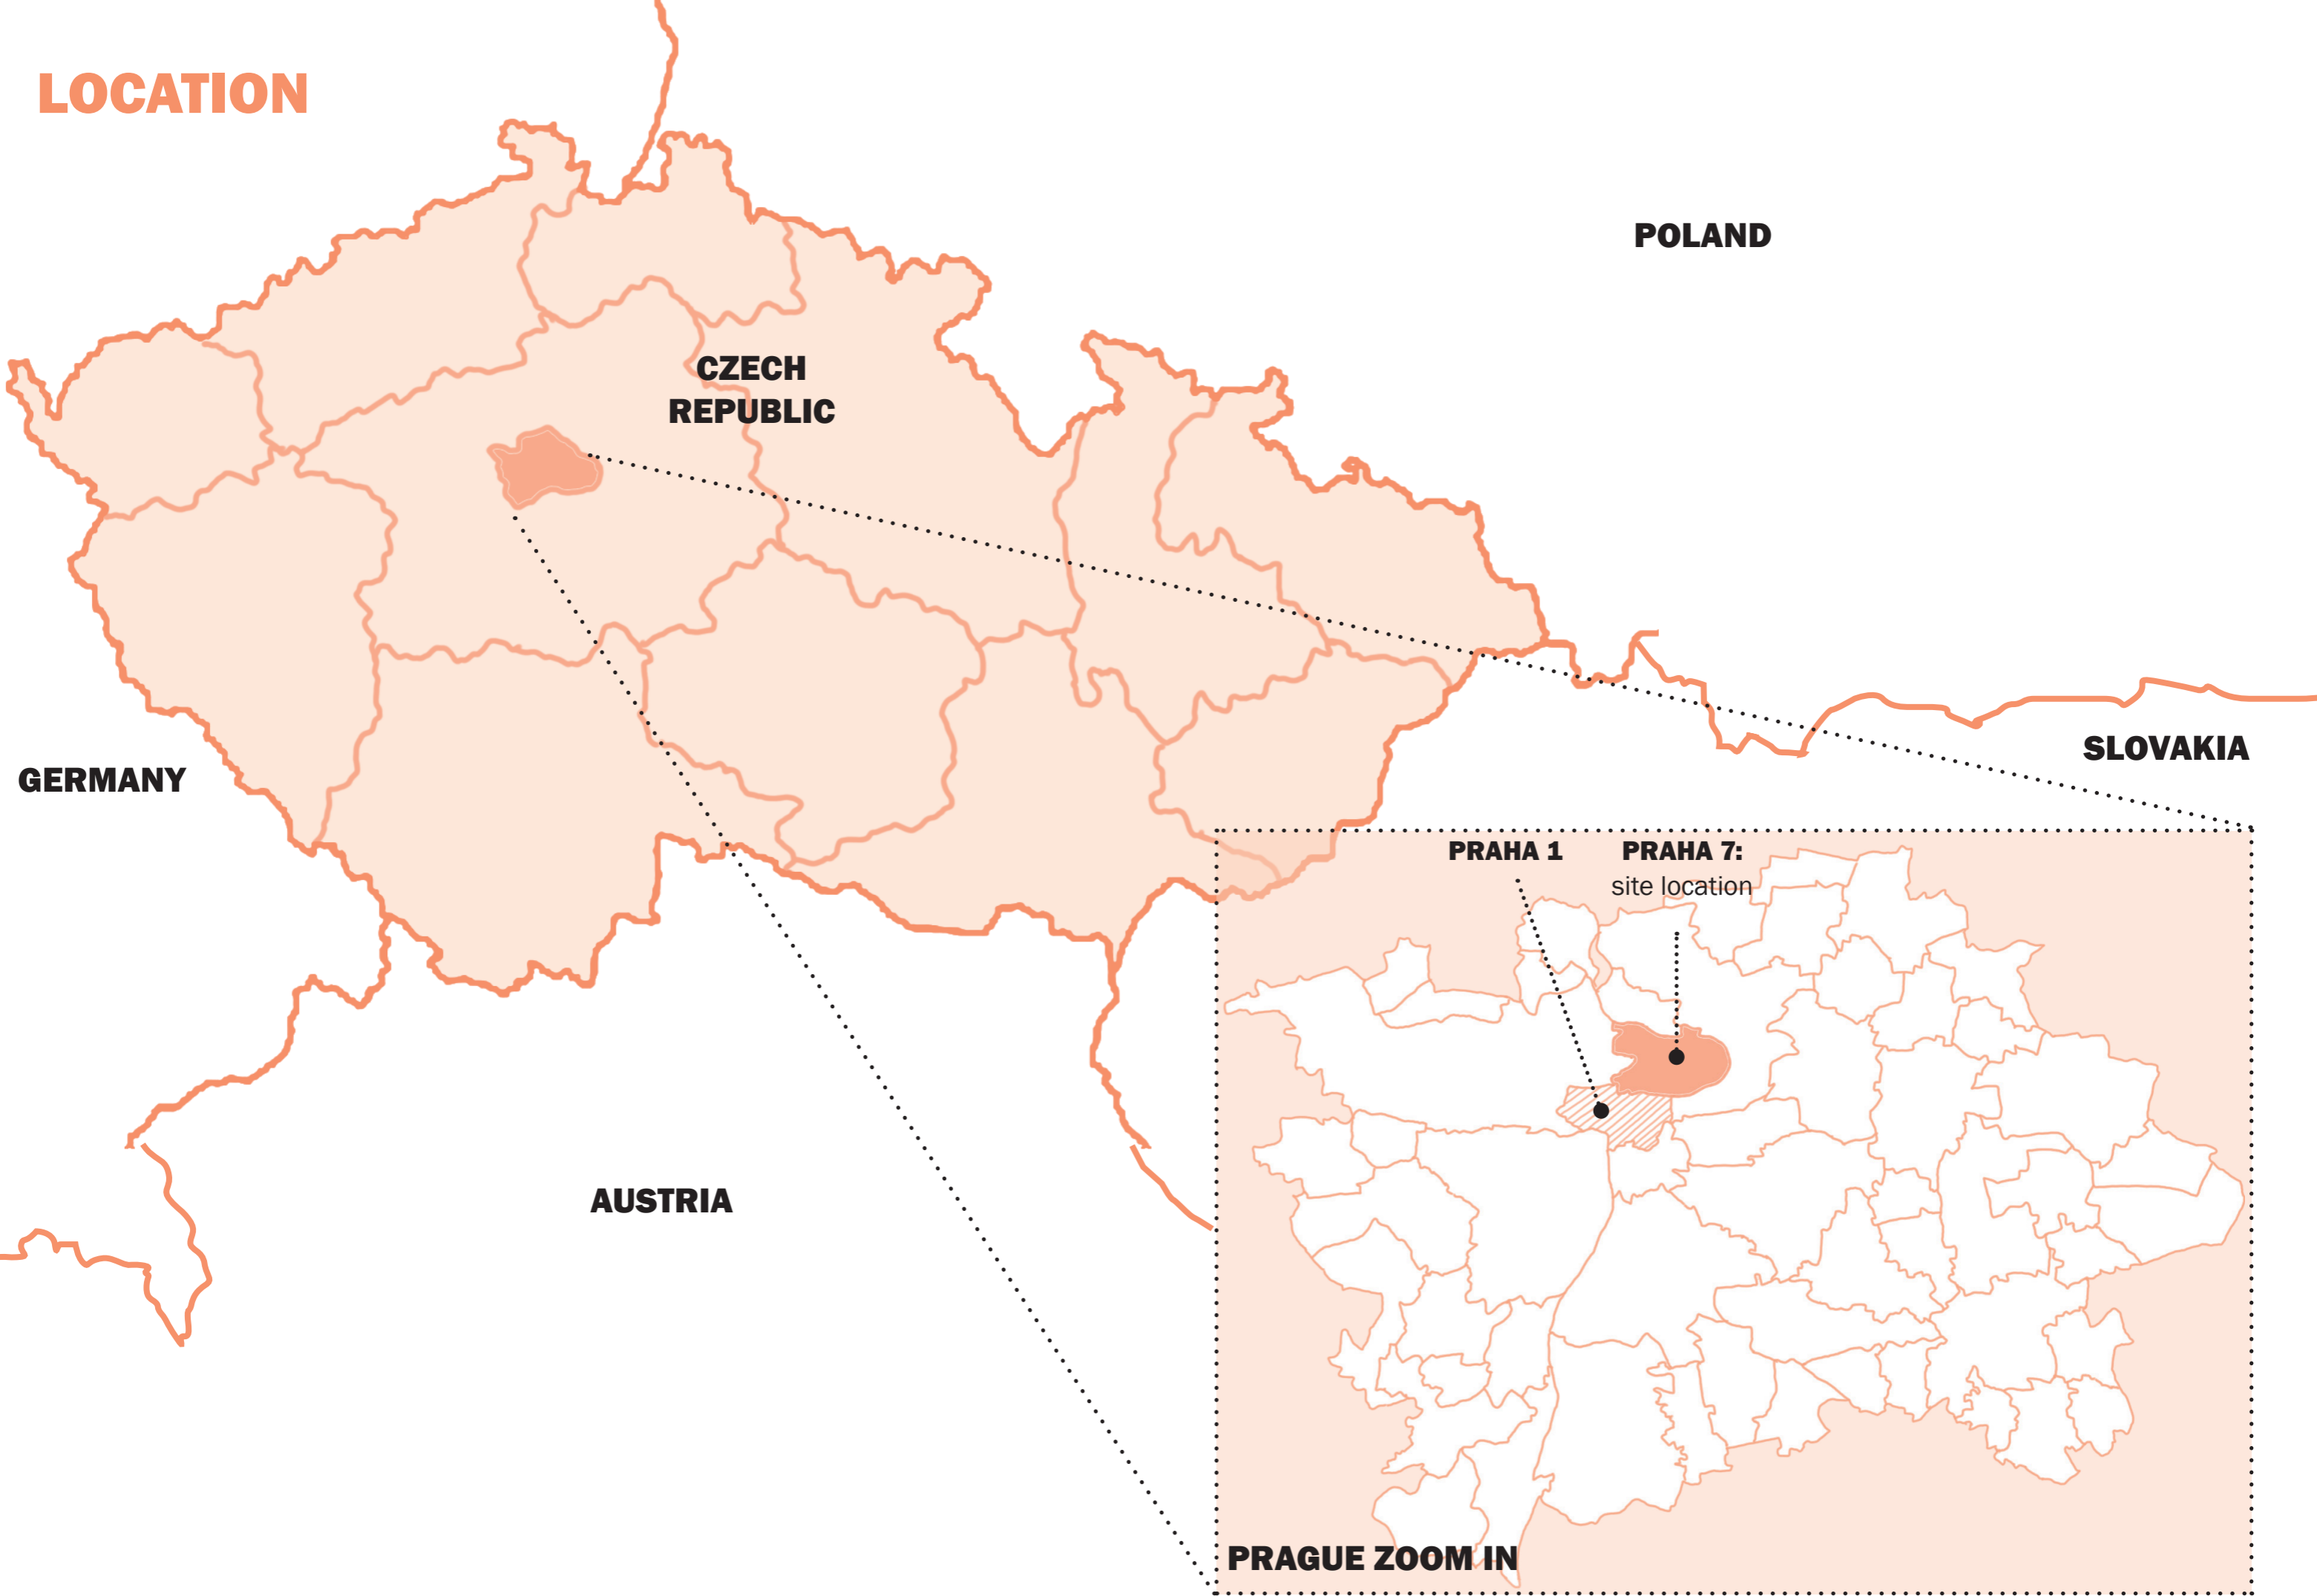 LOCATION
POLAND
CZECH
REPUBLIC
GERMANY
SLOVAKIA
PRAHA 1
PRAHA 7:
site location
AUSTRIA
PRAGUE ZOOM IN